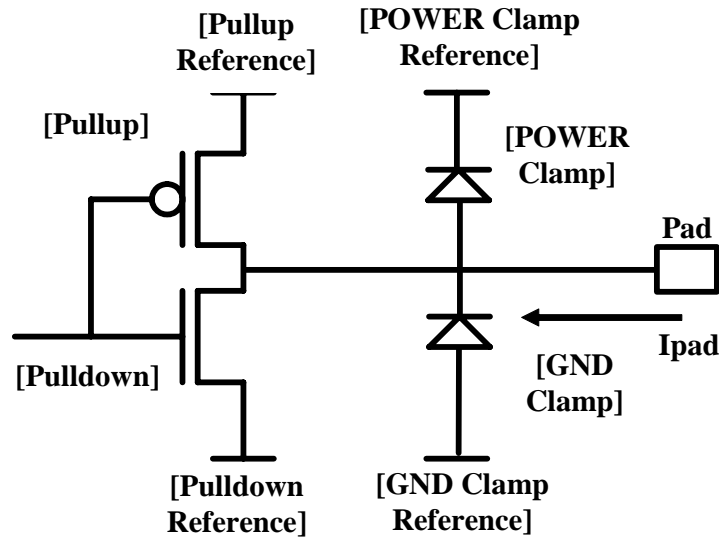 [Pullup
Reference]
[POWER Clamp
Reference]
[Pullup]
[POWER
Clamp]
Pad
[Pulldown]
[GND
Clamp]
Ipad
[Pulldown
Reference]
[GND Clamp
Reference]